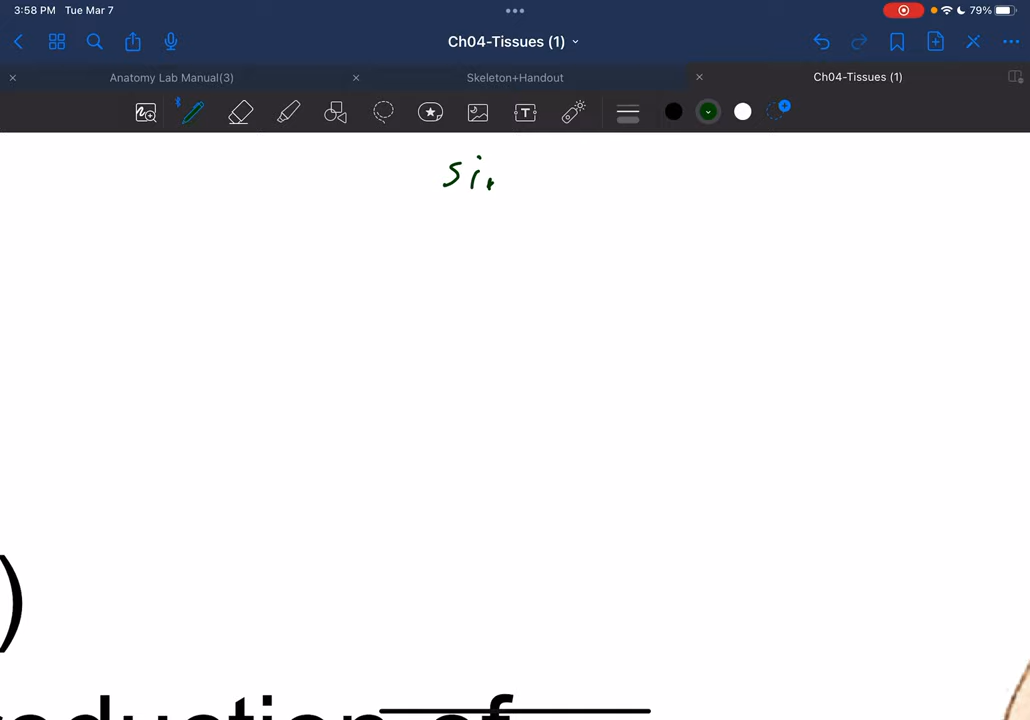 3:58 PM Tue Mar 7
79%
Ch04-Tissues (1)
Anatomy Lab Manual(3)
Skeleton+Handout
Ch04-Tissues (1)
T
si
)
of